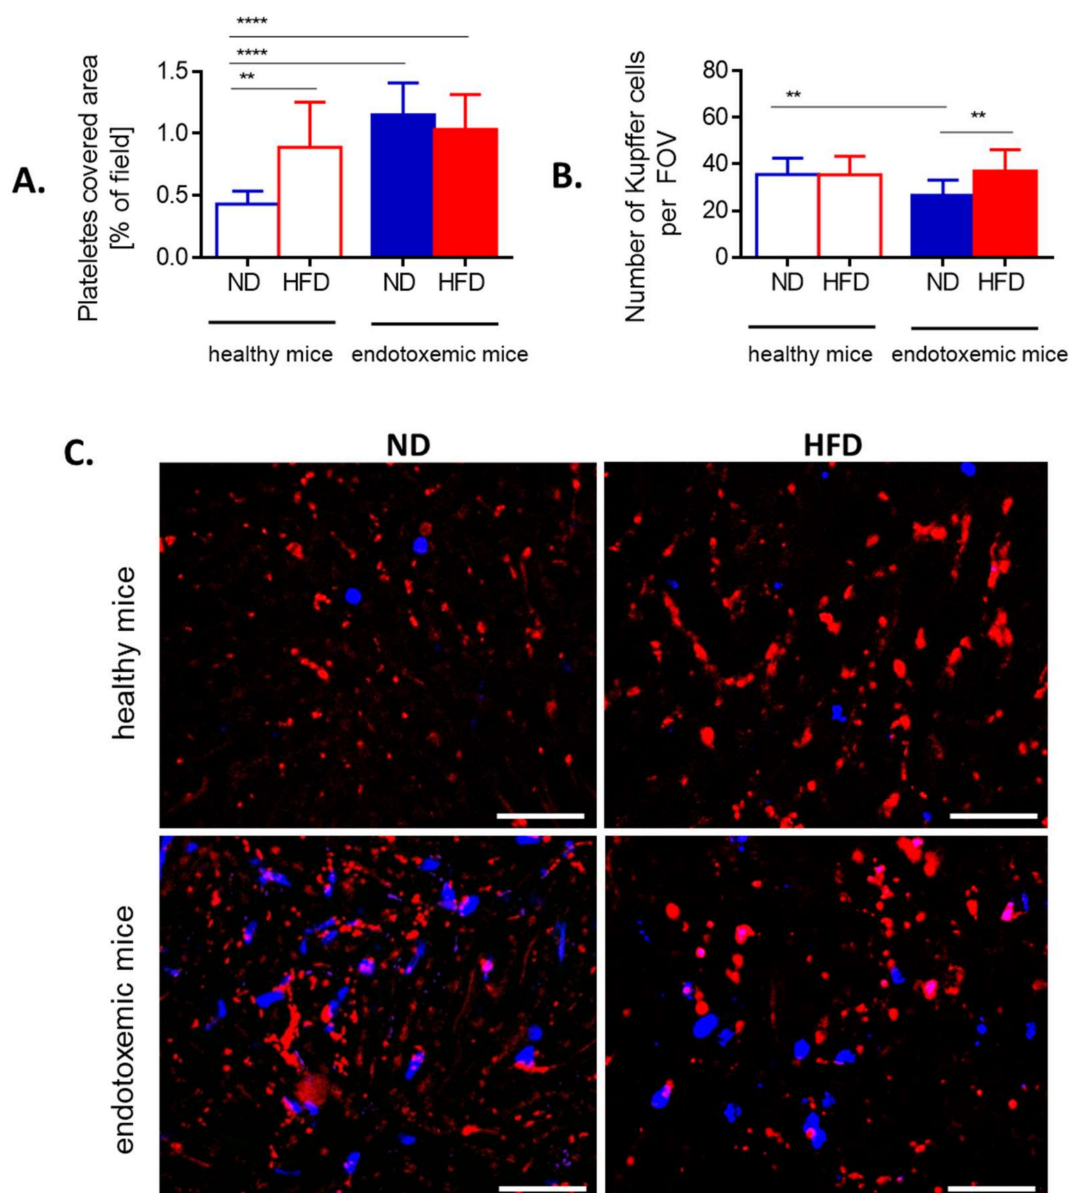 A.
Plateletes covered area
[% of field]
1.5
1.0
0.5
0.0
****
****
**
ND HFD ND HFD
healthy mice endotoxemic mice
B.
Number of Kupffer cells
per FOV
80
60
40
20
0
**
**
ND HFD ND HFD
healthy mice endotoxemic mice
C.
ND HFD
healthy mice
endotoxemic mice